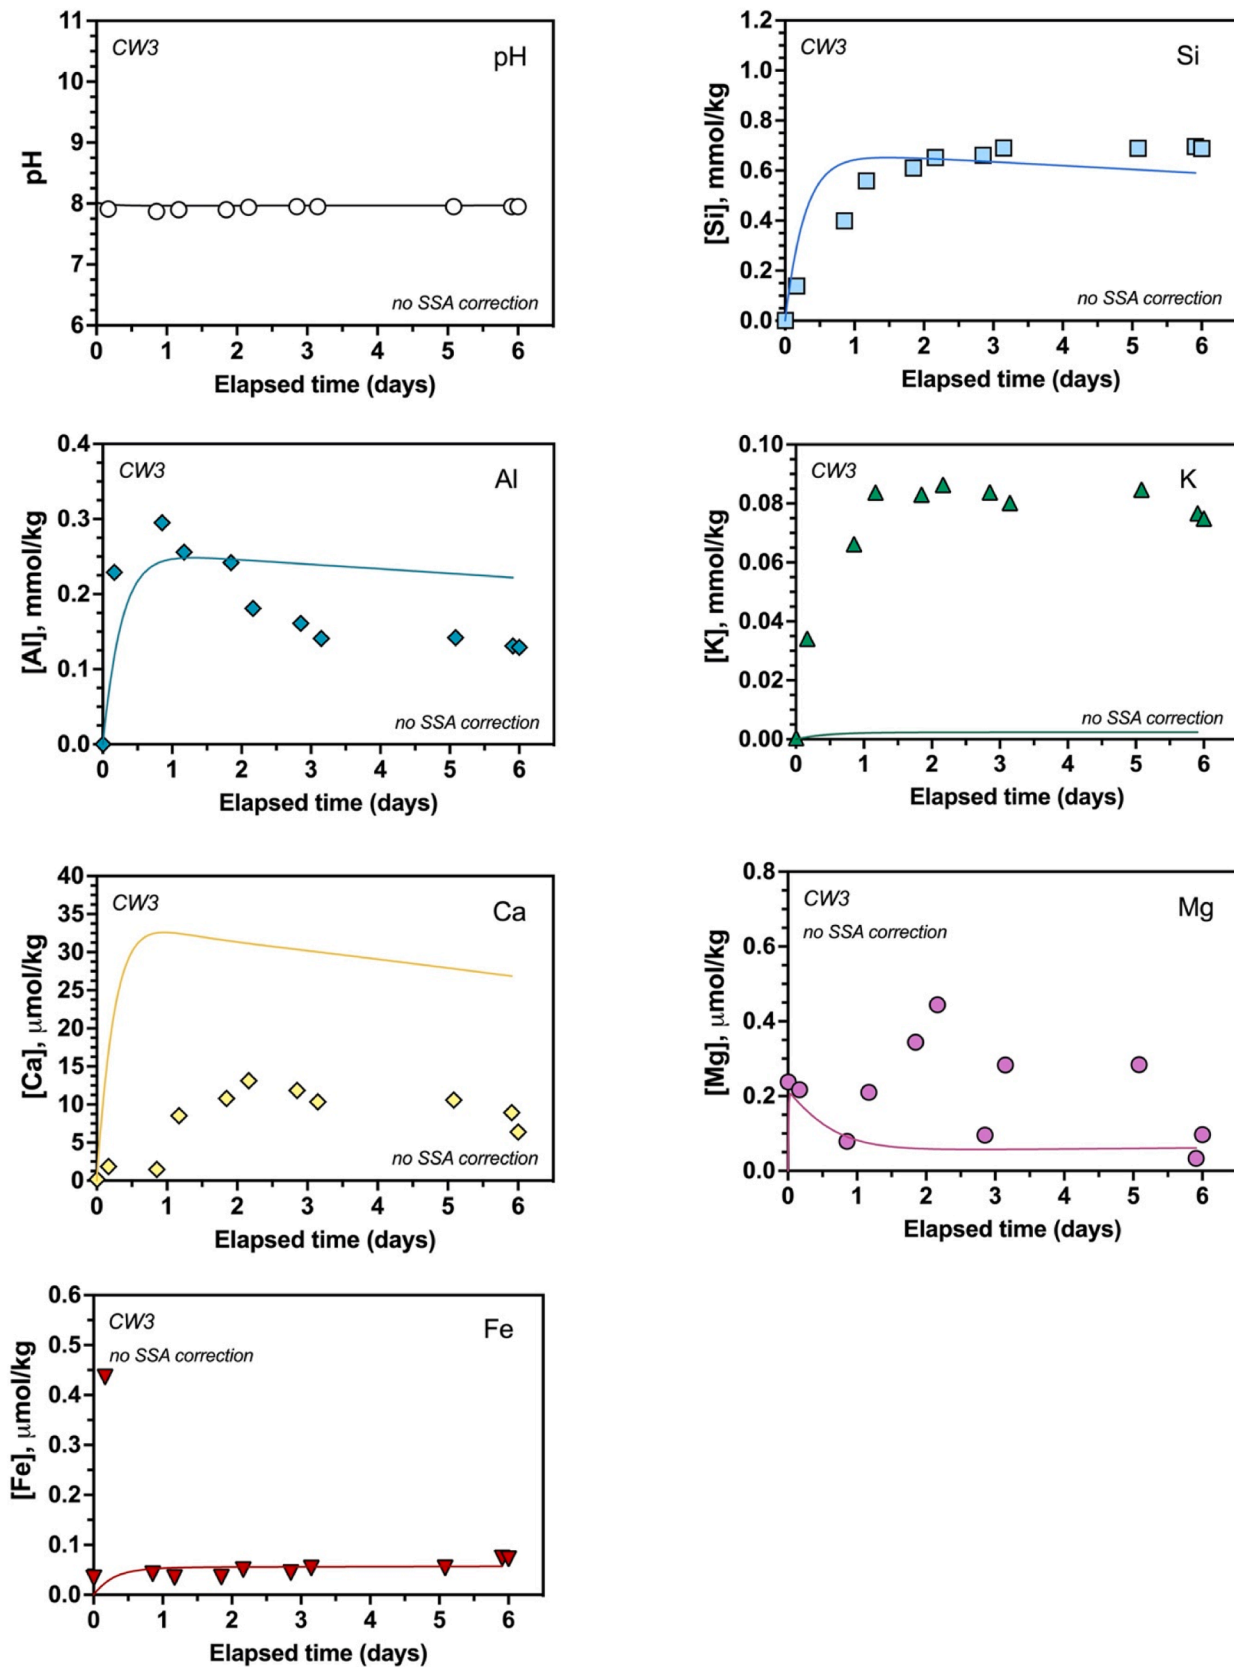 CW3
pH
11
10
9
8
7
6
pH
no SSA correction
0 1 2 3 4 5 6
Elapsed time (days)
CW3
Si
1.2
1.0
0.8
0.6
0.4
0.2
0.0
[Si], mmol/kg
no SSA correction
0 1 2 3 4 5 6
Elapsed time (days)
CW3
Al
0.4
0.3
0.2
0.1
0.0
[Al], mmol/kg
no SSA correction
0 1 2 3 4 5 6
Elapsed time (days)
CW3
K
0.10
0.08
0.06
0.04
0.02
0.00
[K], mmol/kg
no SSA correction
0 1 2 3 4 5 6
Elapsed time (days)
CW3
Ca
40
35
30
25
20
15
10
5
0
[Ca], μmol/kg
no SSA correction
0 1 2 3 4 5 6
Elapsed time (days)
CW3
Mg
no SSA correction
0.8
0.6
0.4
0.2
0.0
[Mg], μmol/kg
0 1 2 3 4 5 6
Elapsed time (days)
CW3
Fe
no SSA correction
0.6
0.5
0.4
0.3
0.2
0.1
0.0
[Fe], μmol/kg
0 1 2 3 4 5 6
Elapsed time (days)